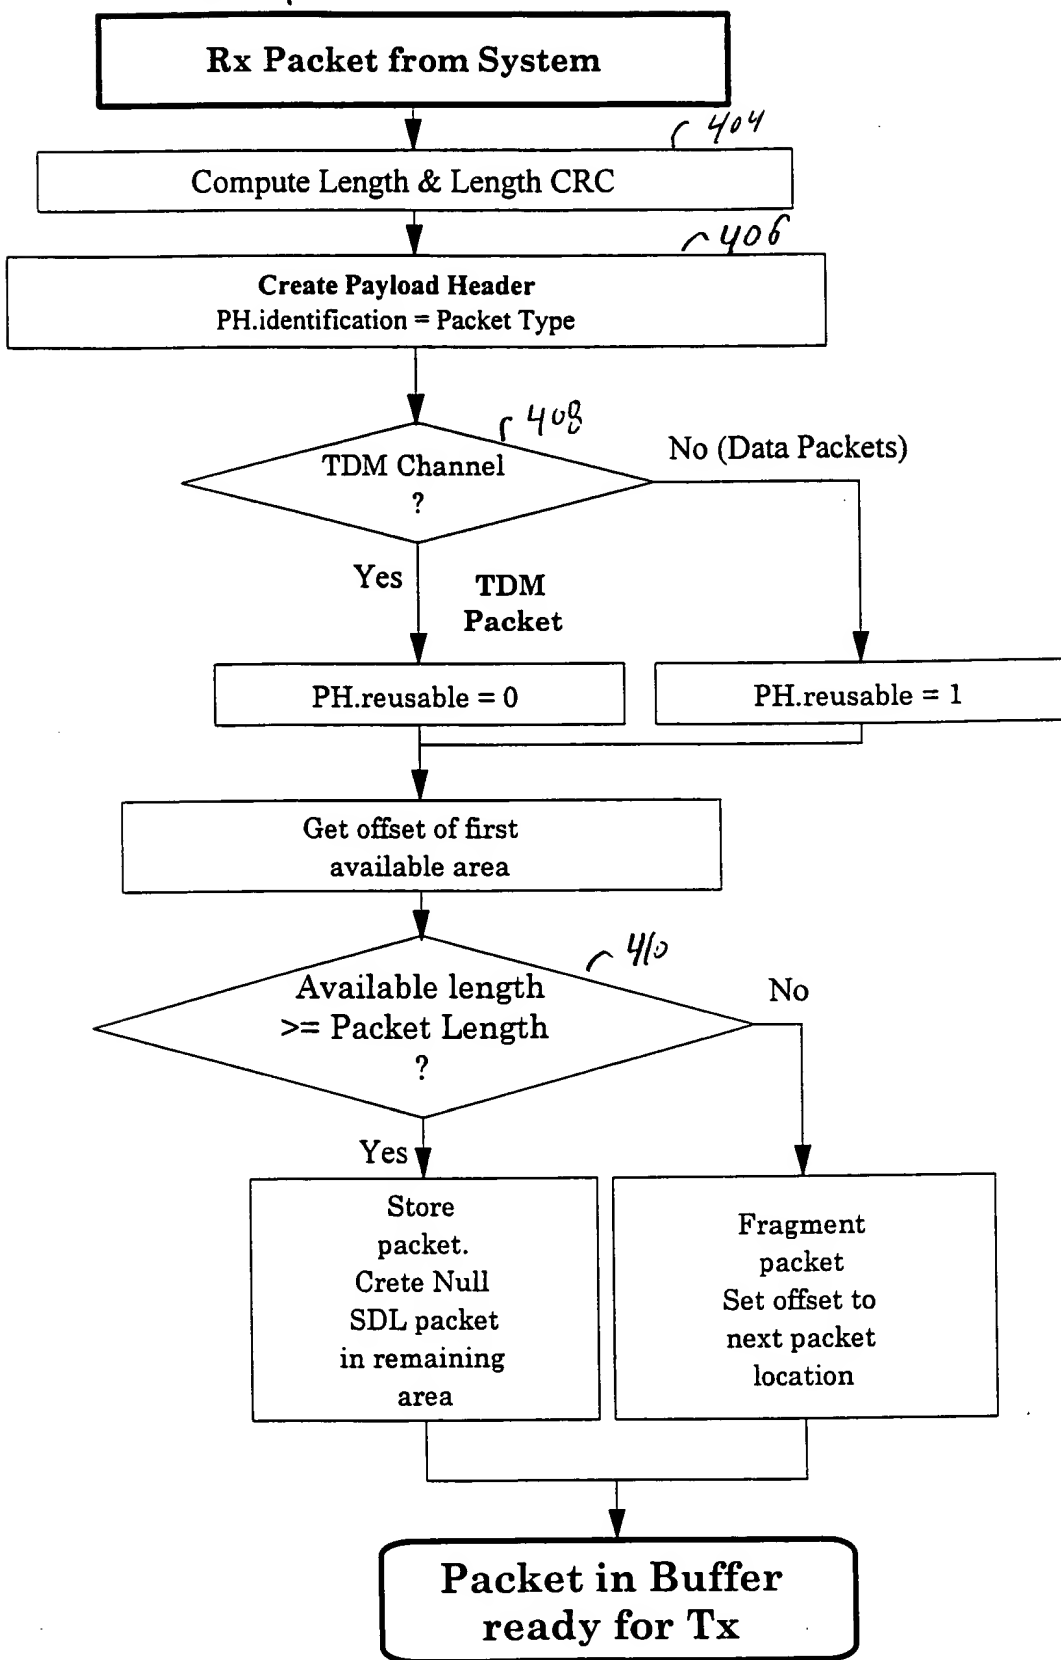 Rx Packet from System
404
Compute Length & Length CRC
406
Create Payload Header
PH.identification = Packet Type
408
TDM Channel
?
No (Data Packets)
Yes
TDM
Packet
PH.reusable = 0
PH.reusable = 1
Get offset of first
available area
410
Available length
>= Packet Length
?
No
Yes
Store
packet.
Crete Null
SDL packet
in remaining
area
Fragment
packet
Set offset to
next packet
location
Packet in Buffer
ready for Tx